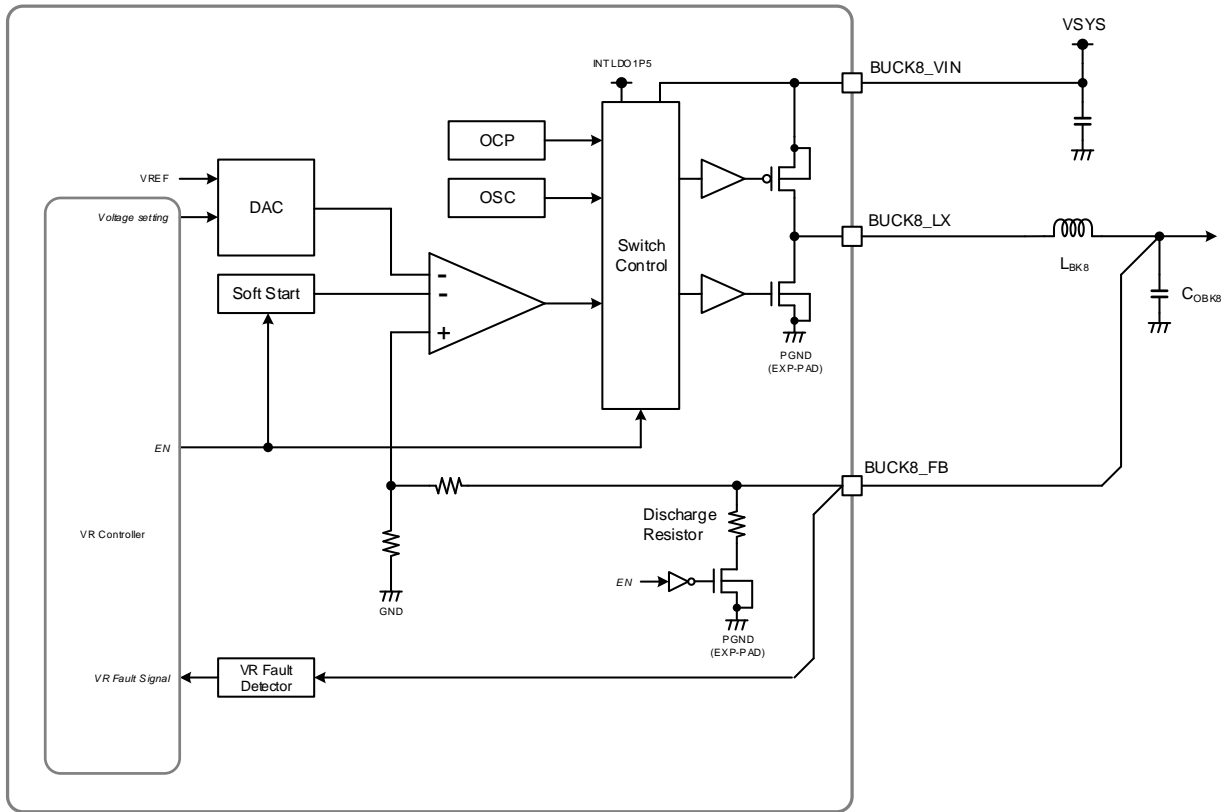 VSYS
INTLDO1P5
BUCK8_VIN
OCP
VREF
DAC
OSC
Voltage setting
BUCK8_LX
Switch
Control
LBK8
Soft Start
-
-
+
COBK8
PGND
(EXP-PAD)
EN
BUCK8_FB
Discharge
Resistor
VR Controller
EN
GND
PGND
(EXP-PAD)
VR Fault Signal
VR Fault
Detector